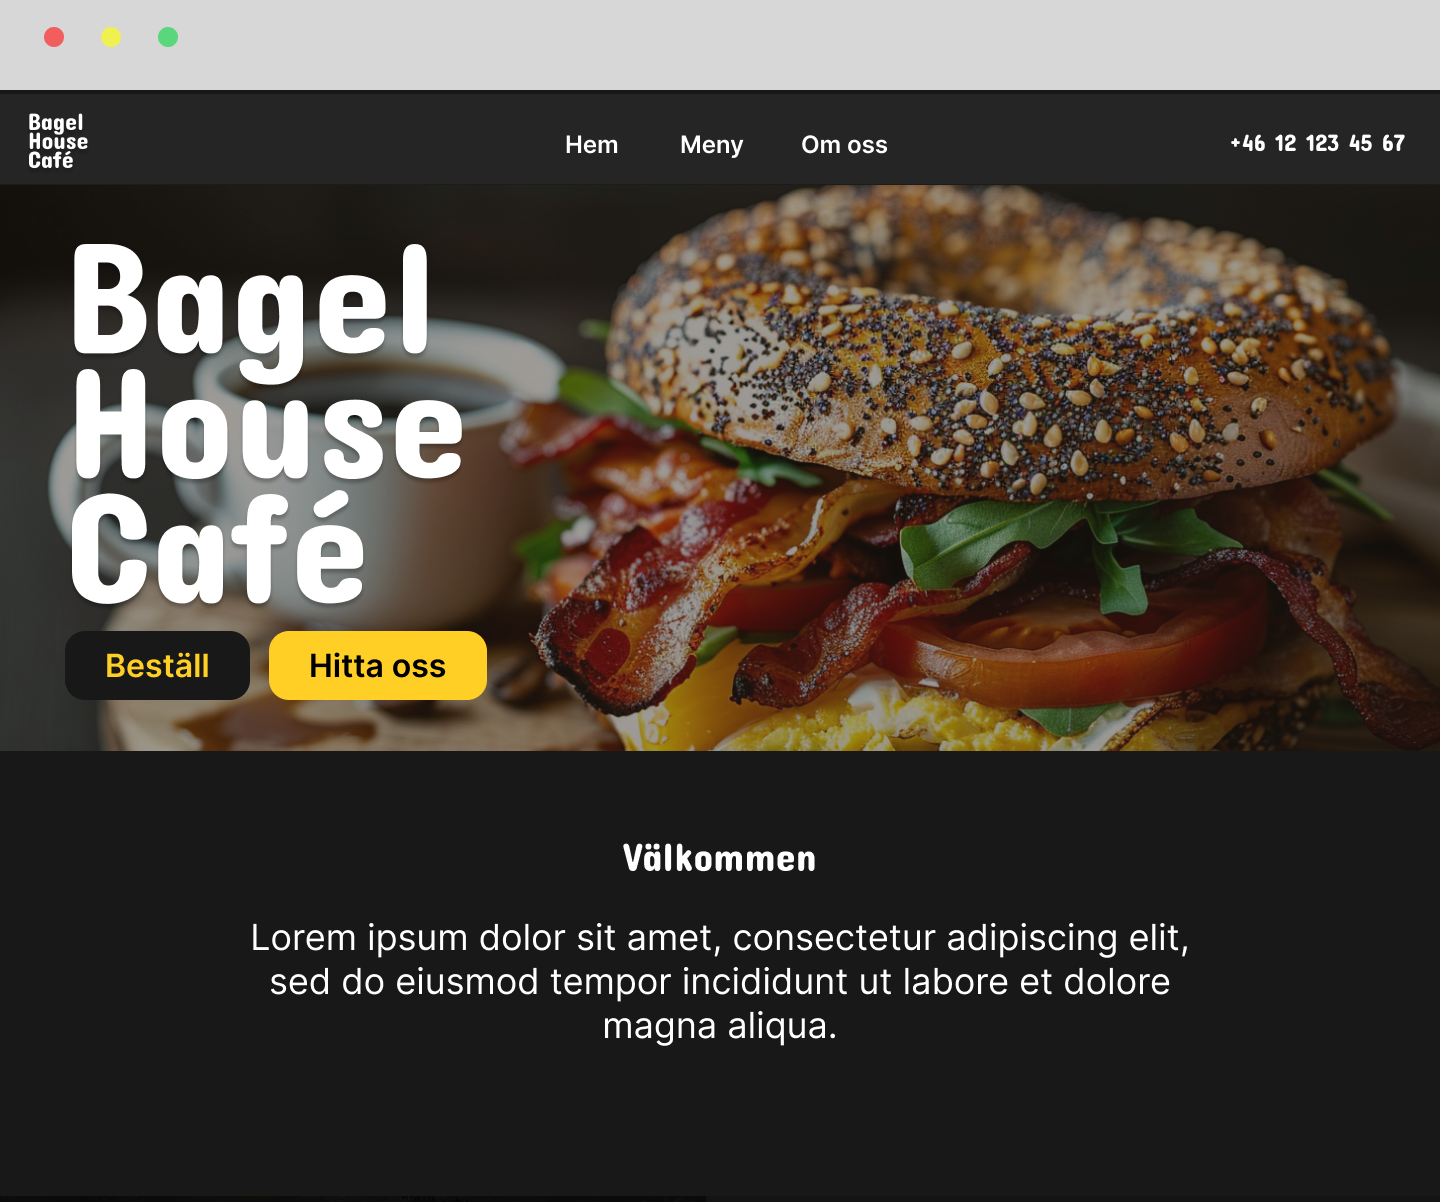 Bagel
House
Café
Hem
Meny
Om oss
+46 12 123 45 67
Bagel
House
Café
Beställ
Hitta oss
Välkommen
Lorem ipsum dolor sit amet, consectetur adipiscing elit,
sed do eiusmod tempor incididunt ut labore et dolore
magna aliqua.